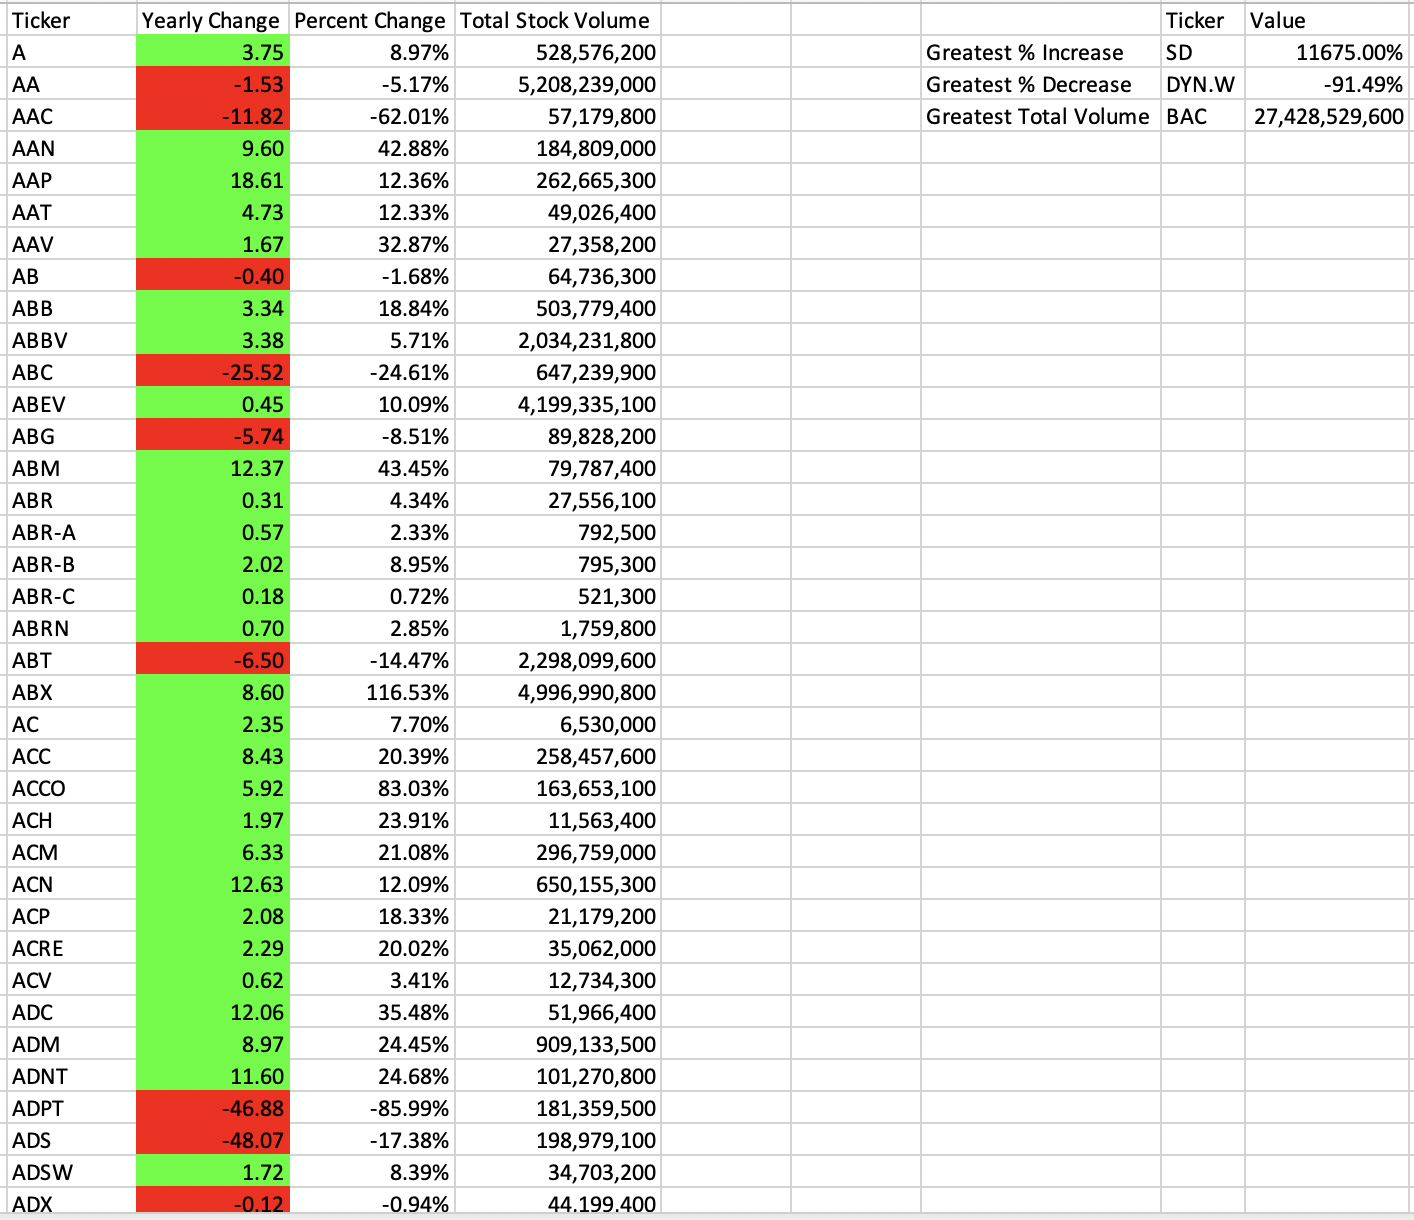 Ticker Yearly Change Percent Change Total Stock Volume Ticker Value
A 3.75 8.97% 528,576,200 Greatest % Increase SD 11675.00%
AA -1.53 -5.17% 5,208,239,000 Greatest % Decrease DYN.W -91.49%
AAC -11.82 -62.01% 57,179,800 Greatest Total Volume BAC 27,428,529,600
AAN 9.60 42.88% 184,809,000
AAP 18.61 12.36% 262,665,300
AAT 4.73 12.33% 49,026,400
AAV 1.67 32.87% 27,358,200
AB -0.40 -1.68% 64,736,300
ABB 3.34 18.84% 503,779,400
ABBV 3.38 5.71% 2,034,231,800
ABC -25.52 -24.61% 647,239,900
ABEV 0.45 10.09% 4,199,335,100
ABG -5.74 -8.51% 89,828,200
ABM 12.37 43.45% 79,787,400
ABR 0.31 4.34% 27,556,100
ABR-A 0.57 2.33% 792,500
ABR-B 2.02 8.95% 795,300
ABR-C 0.18 0.72% 521,300
ABRN 0.70 2.85% 1,759,800
ABT -6.50 -14.47% 2,298,099,600
ABX 8.60 116.53% 4,996,990,800
AC 2.35 7.70% 6,530,000
ACC 8.43 20.39% 258,457,600
ACCO 5.92 83.03% 163,653,100
ACH 1.97 23.91% 11,563,400
ACM 6.33 21.08% 296,759,000
ACN 12.63 12.09% 650,155,300
ACP 2.08 18.33% 21,179,200
ACRE 2.29 20.02% 35,062,000
ACV 0.62 3.41% 12,734,300
ADC 12.06 35.48% 51,966,400
ADM 8.97 24.45% 909,133,500
ADNT 11.60 24.68% 101,270,800
ADPT -46.88 -85.99% 181,359,500
ADS -48.07 -17.38% 198,979,100
ADSW 1.72 8.39% 34,703,200
ADX -0.12 -0.94% 44,199,400